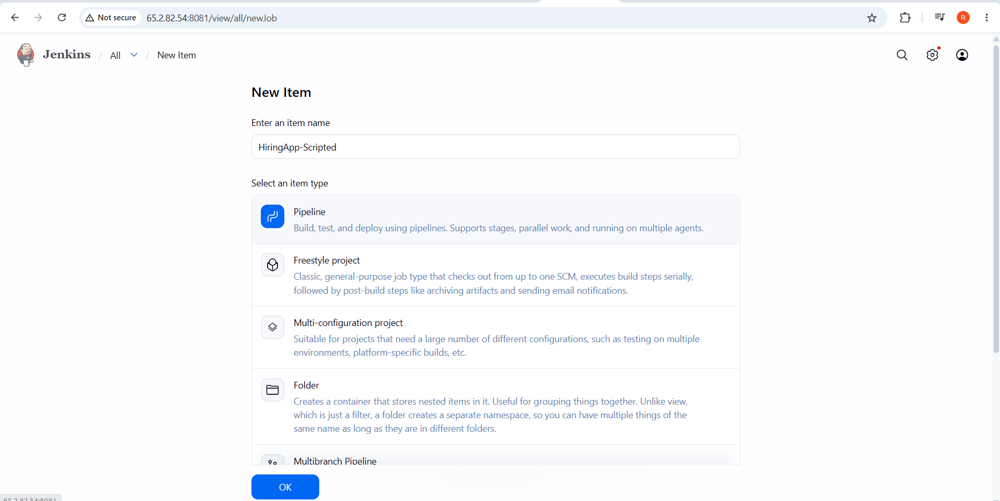 Not secure 65.2.82.54:8081/view/all/newJob R
Jenkins / All / New Item
New Item
Enter an item name
HiringApp-Scripted
Select an item type
Pipeline
Build, test, and deploy using pipelines. Supports stages, parallel work, and running on multiple agents.
Freestyle project
Classic, general-purpose job type that checks out from up to one SCM, executes build steps serially,
followed by post-build steps like archiving artifacts and sending email notifications.
Multi-configuration project
Suitable for projects that need a large number of different configurations, such as testing on multiple
environments, platform-specific builds, etc.
Folder
Creates a container that stores nested items in it. Useful for grouping things together. Unlike view,
which is just a filter, a folder creates a separate namespace, so you can have multiple things of the
same name as long as they are in different folders.
Multibranch Pipeline
OK
65.2.82.54:8081